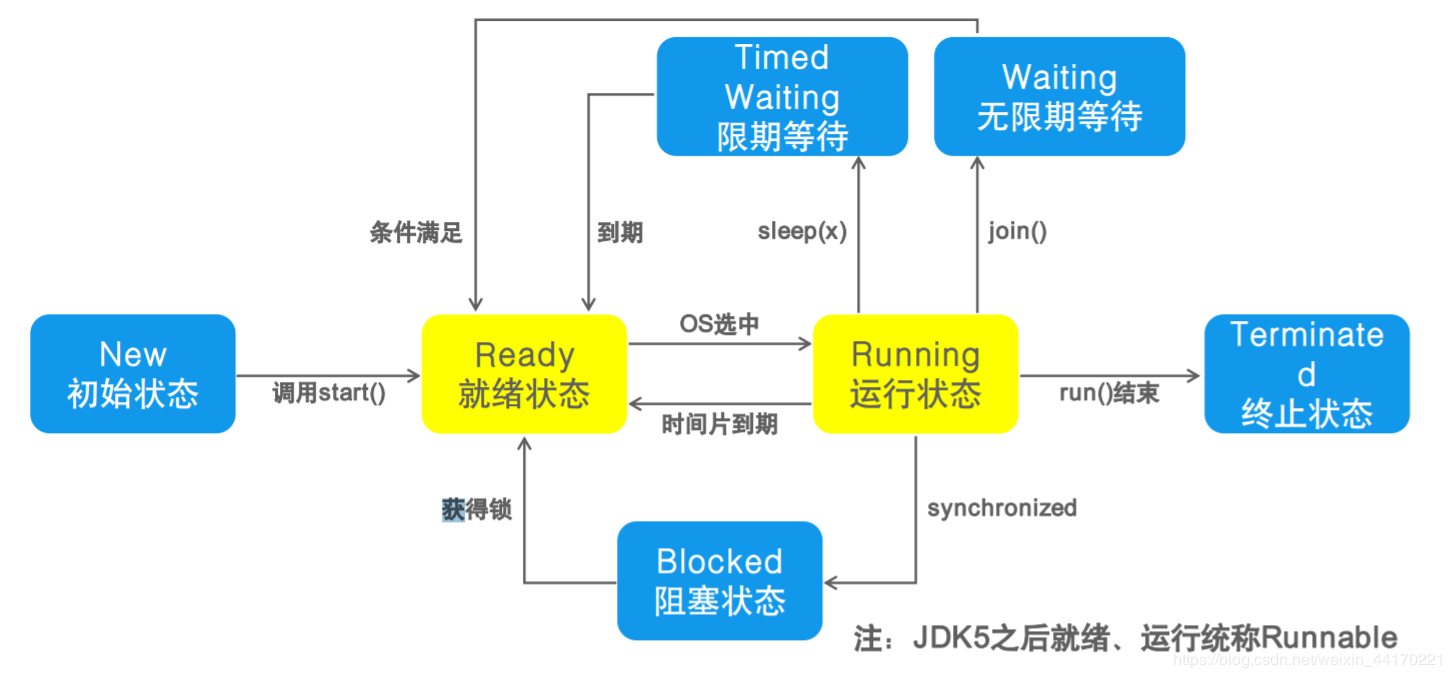 Timed
Waiting
限期等待
Waiting
无限期等待
条件满足
到期
sleep(x)
join()
New
初始状态
调用start()
Ready
就绪状态
OS选中
时间片到期
Running
运行状态
run()结束
Terminate
d
终止状态
获得锁
synchronized
Blocked
阻塞状态
注：JDK5之后就绪、运行统称Runnable
https://blog.csdn.net/weixin_44170221